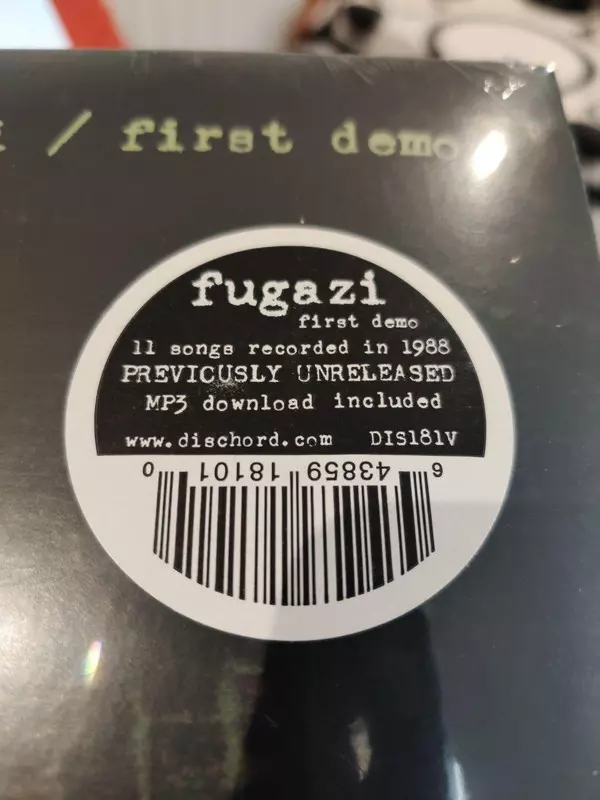 / first demo
fugazi
first demo
11 songs recorded in 1988
PREVIOUSLY UNRELEASED
MP3 download included
www.dischord.com DIS181V
6 43859 18101 0